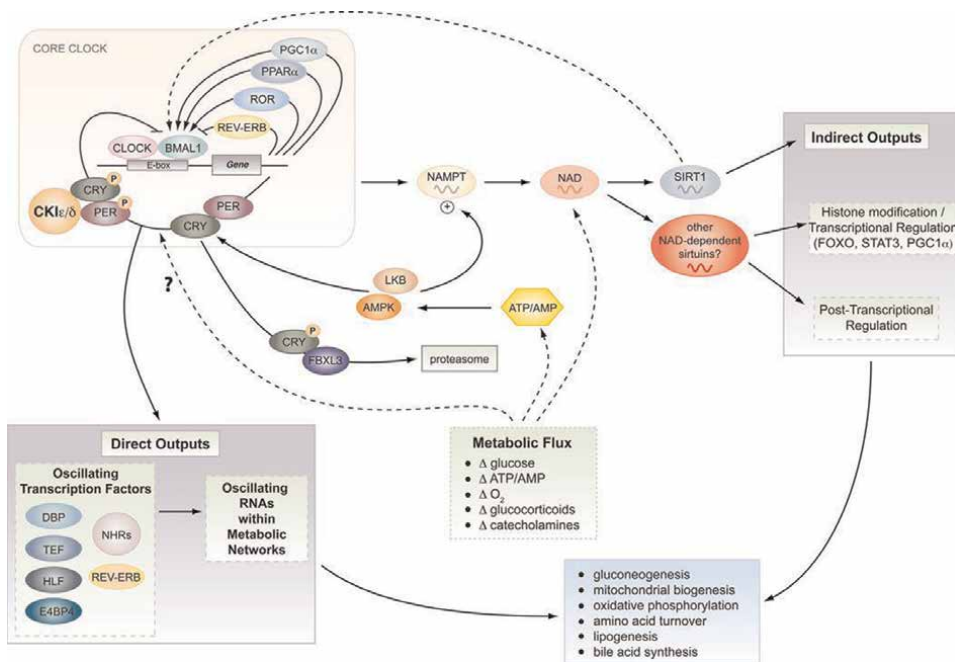 CORE CLOCK
PGC1α
PPARα
ROR
REV-ERB
CLOCK
BMAL1
E-box
Gene
CRY
P
CKIε/δ
PER
P
PER
CRY
NAMPT
+
NAD
SIRT1
other
NAD-dependent
sirtuins?
Indirect Outputs
Histone modification /
Transcriptional Regulation
(FOXO, STAT3, PGC1α)
Post-Transcriptional
Regulation
?
LKB
AMPK
ATP/AMP
CRY
P
FBXL3
proteasome
Metabolic Flux
• Δ glucose
• Δ ATP/AMP
• Δ O2
• Δ glucocorticoids
• Δ catecholamines
Direct Outputs
Oscillating
Transcription Factors
DBP
TEF
HLF
E4BP4
NHRs
REV-ERB
Oscillating
RNAs
within
Metabolic
Networks
• gluconeogenesis
• mitochondrial biogenesis
• oxidative phosphorylation
• amino acid turnover
• lipogenesis
• bile acid synthesis